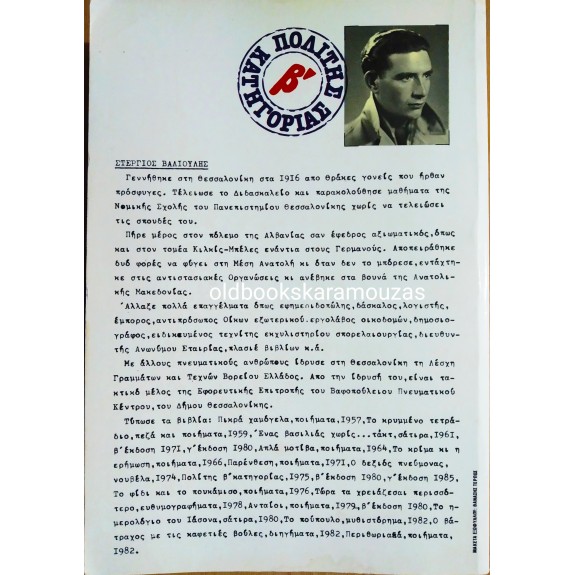 ΠΟΛΙΤΗΣ
β'
ΚΑΤΗΓΟΡΙΑΣ
ΣΤΕΡΓΙΟΣ ΒΑΛΙΟΥΛΗΣ
Γεννήθηκε στη Θεσσαλονίκη στα 1916 απο Θράκες γονείς που ήρθαν
πρόσφυγες. Τέλειωσε το Διδασκαλείο και παρακολούθησε μαθήματα της
Νομικής Σχολής του Πανεπιστημίου Θεσσαλονίκης χωρίς να τελειώσει
τις σπουδές του.
Πήρε μέρος στον πόλεμο της Αλβανίας σαν έφεδρος αξιωματικός,όπως
και στον τομέα Κιλκίς-Μπέλες ενάντια στους Γερμανούς. Αποπειράθηκε
δυό φορές να φύγει στη Μέση Ανατολή κι όταν δεν το μπόρεσε,εντάχτη-
κε στις αντιστασιακές Οργανώσεις κι ανέβηκε στα βουνά της Ανατολι-
κής Μακεδονίας.
oldbookskaramouzas
Άλλαξε πολλά επαγγέλματα όπως εφημεριδοπώλης,δάσκαλος,λογιστής,
έμπορος,αντιπρόσωπος Οίκων εξωτερικού-εργολάβος οικοδομών,δημοσιο-
γράφος,ειδικευμένος τεχνίτης εκχυλιστηρίου σπορελαιουργίας,διευθυν-
τής Ανωνύμου Εταιρίας,πλασιέ βιβλίων κ.ά.
Με άλλους πνευματικούς ανθρώπους ίδρυσε στη Θεσσαλονίκη τη Λέσχη
Γραμμάτων και Τεχνών Βορείου Ελλάδος. Απο την ίδρυσή του,είναι τα-
κτικό μέλος της Εφορευτικής Επιτροπής του Βαφοπούλειου Πνευματικού
Κέντρου,του Δήμου Θεσσαλονίκης.
Τύπωσε τα βιβλία: Πικρά χαμόγελα,ποιήματα,1957,Το κρυμμένο τετρά-
διο,πεζά και ποιήματα,1959,Ένας βασιλιάς χωρίς...τάκτ,σάτιρα,1961,
β'έκδοση 1971,γ'έκδοση 1980,Απλά μοτίβα,ποιήματα,1964,Το κρίμα κι η
ερήμωση,ποιήματα,1966,Παρένθεση,ποιήματα,1971,Ο δεξιός πνεύμονας,
νουβέλα,1974,Πολίτης β'κατηγορίας,1975,β'έκδοση 1980,γ'έκδοση 1985,
Το φίδι και το πουκάμισο,ποιήματα,1976,Τώρα τα χρειάζεσαι περισσό-
τερο,ευθυμογραφήματα,1978,Ανταίοι,ποιήματα,1979,β'έκδοση 1980,Το η-
μερολόγιο του Ιάσονα,σάτιρα,1980,Το πούπουλο,μυθιστόρημα,1982,Ο βά-
τραχος με τις καφετιές βούλες,διηγήματα,1982,Περιθωριακά,ποιήματα,
1982.